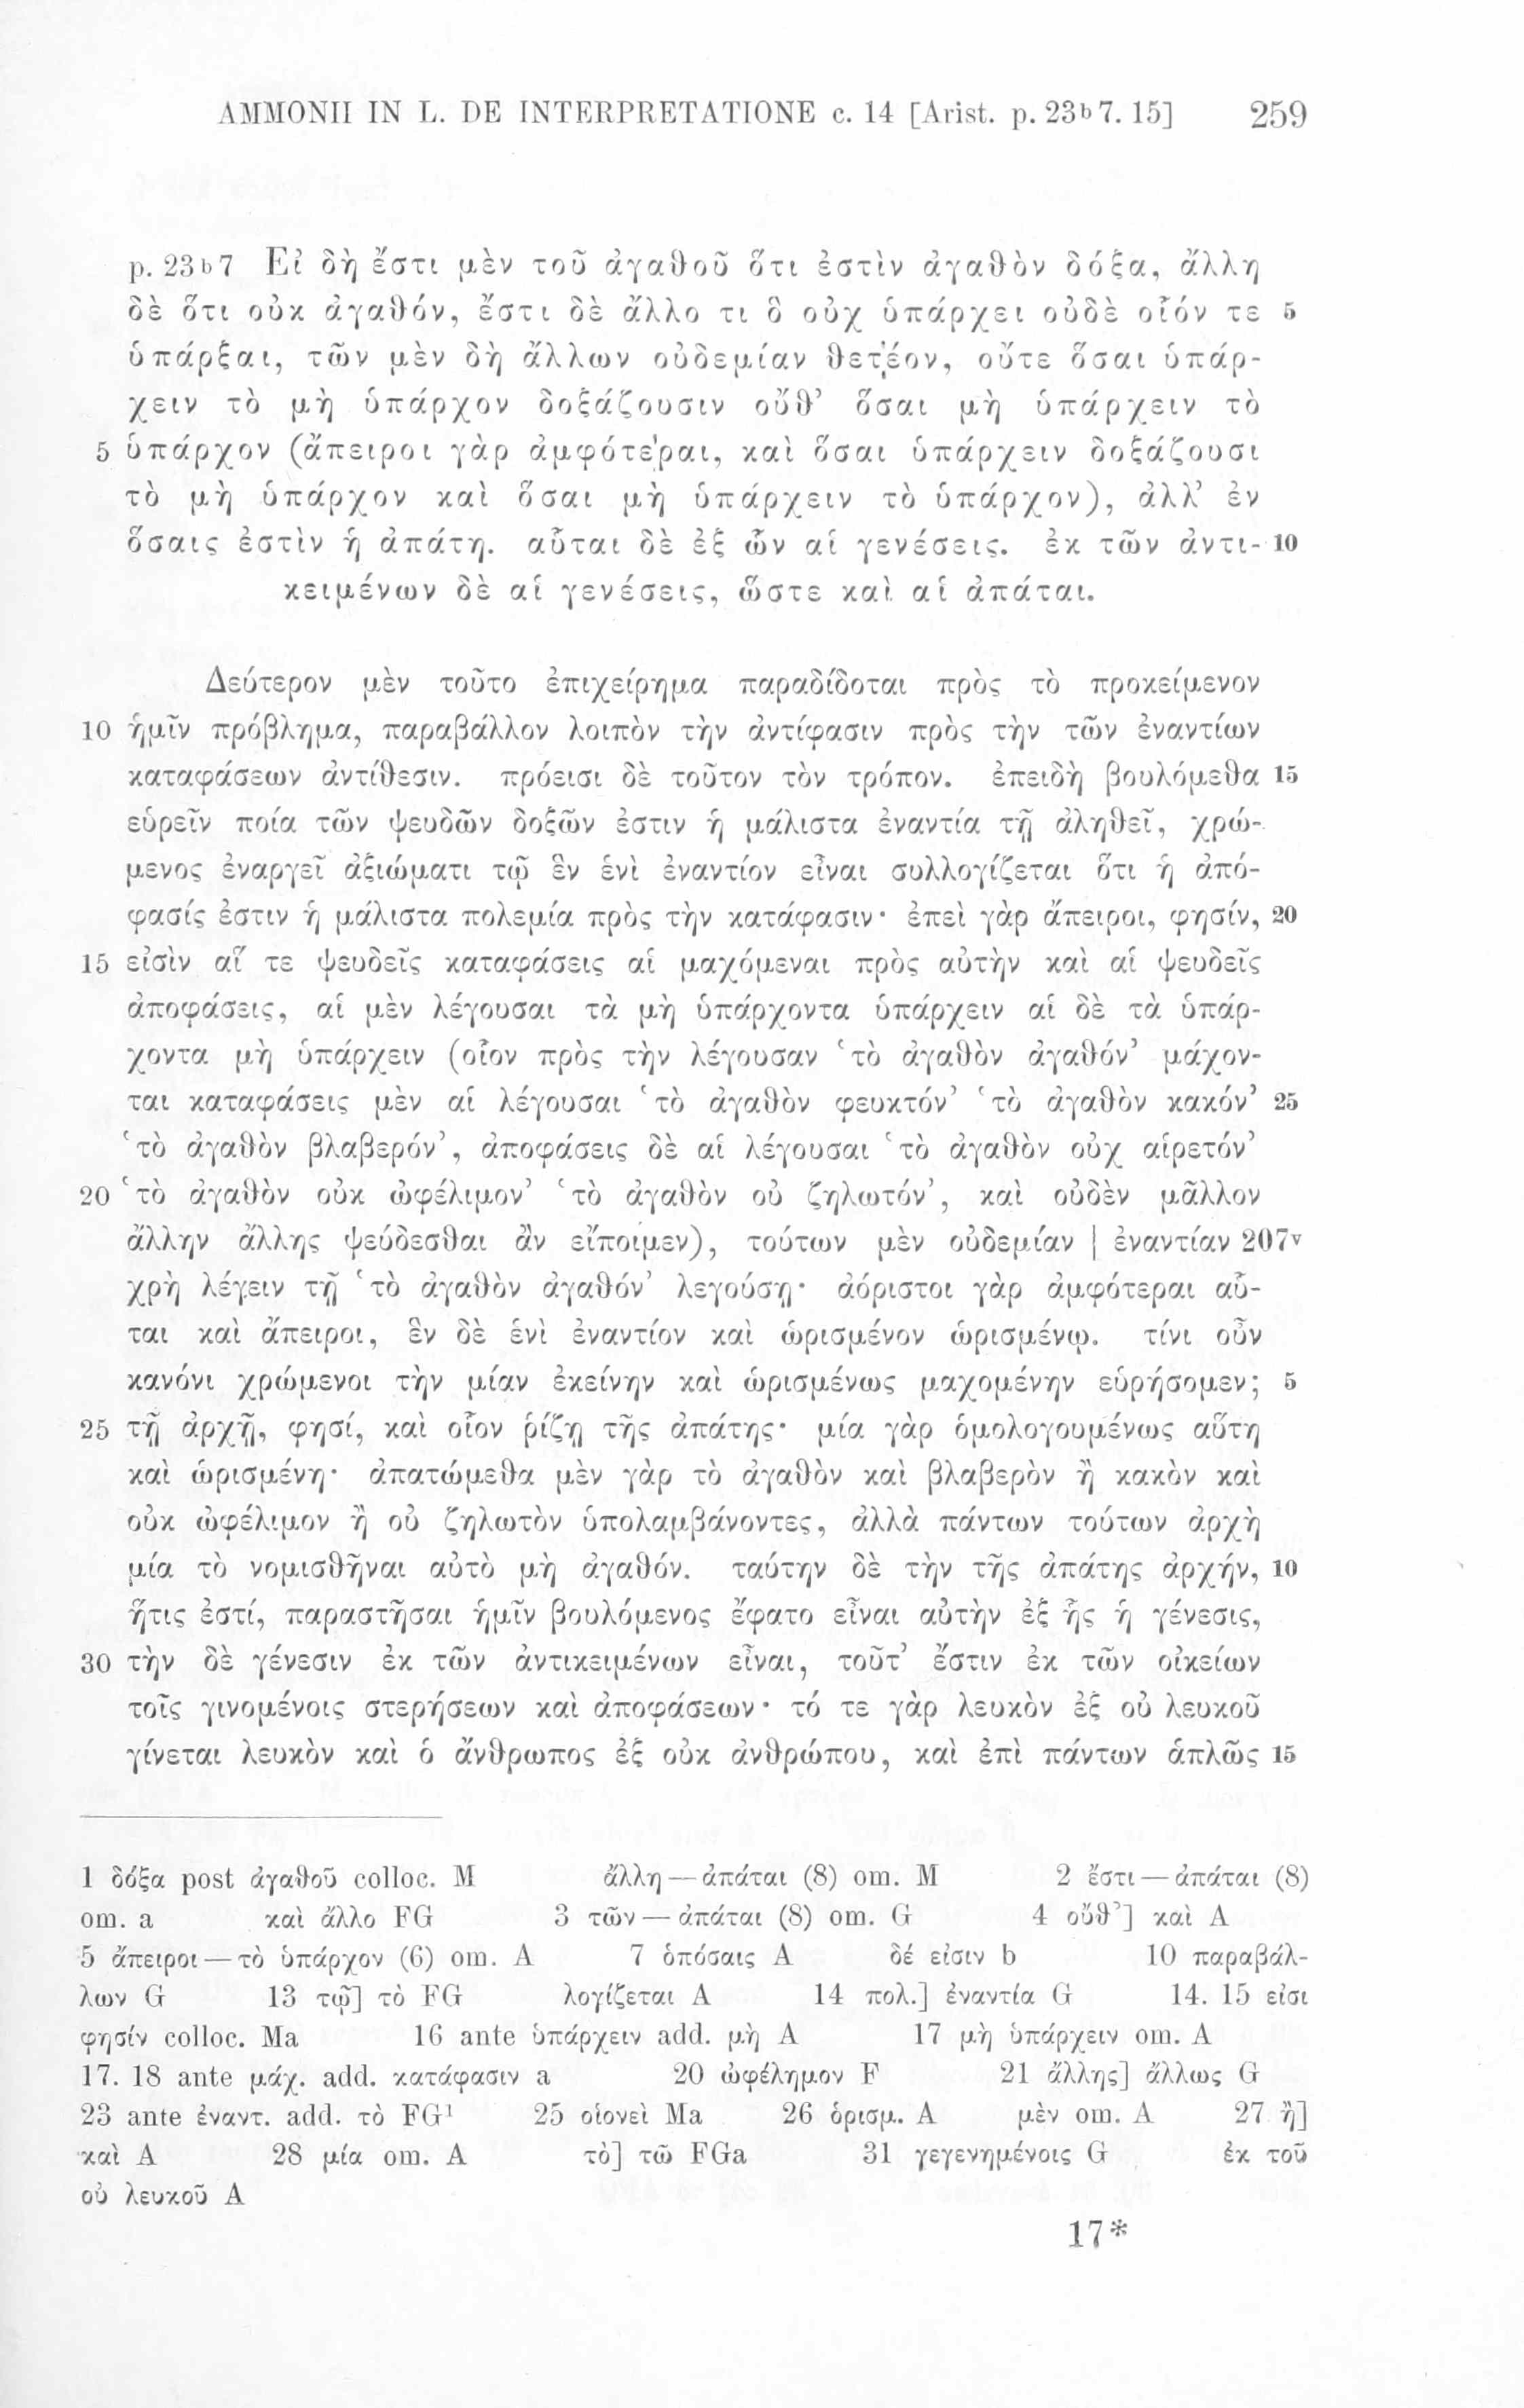 AMMONII IN L. DE INTERPRETATIONE c. 14 [Arist. p. 23b7. 15] 259
p. 23b7 Εἰ δὴ ἔστι μὲν τοῦ ἀγαθοῦ ὅτι ἐστὶν ἀγαθὸν δόξα, ἄλλη
δὲ ὅτι οὐκ ἀγαθόν, ἔστι δὲ ἄλλο τι ὃ οὐχ ὑπάρχει οὐδὲ οἷόν τε 5
ὑπάρξαι, τῶν μὲν δὴ ἄλλων οὐδεμίαν θετέον, οὔτε ὅσαι ὑπάρ-
χειν τὸ μὴ ὑπάρχον δοξάζουσιν οὔθ’ ὅσαι μὴ ὑπάρχειν τὸ
5 ὑπάρχον (ἄπειροι γὰρ ἀμφότεραι, καὶ ὅσαι ὑπάρχειν δοξάζουσι
τὸ μὴ ὑπάρχον καὶ ὅσαι μὴ ὑπάρχειν τὸ ὑπάρχον), ἀλλ’ ἐν
ὅσαις ἐστὶν ἡ ἀπάτη. αὗται δὲ ἐξ ὧν αἱ γενέσεις. ἐκ τῶν ἀντι- 10
κειμένων δὲ αἱ γενέσεις, ὥστε καὶ αἱ ἀπάται.
Δεύτερον μὲν τοῦτο ἐπιχείρημα παραδίδοται πρὸς τὸ προκείμενον
10 ἡμῖν πρόβλημα, παραβάλλον λοιπὸν τὴν ἀντίφασιν πρὸς τὴν τῶν ἐναντίων
καταφάσεων ἀντίθεσιν. πρόεισι δὲ τοῦτον τὸν τρόπον. ἐπειδὴ βουλόμεθα 15
εὑρεῖν ποία τῶν ψευδῶν δοξῶν ἐστιν ἡ μάλιστα ἐναντία τῇ ἀληθεῖ, χρώ-
μενος ἐναργεῖ ἀξιώματι τῷ ἓν ἑνὶ ἐναντίον εἶναι συλλογίζεται ὅτι ἡ ἀπό-
φασίς ἐστιν ἡ μάλιστα πολεμία πρὸς τὴν κατάφασιν· ἐπεὶ γὰρ ἄπειροι, φησίν, 20
15 εἰσὶν αἵ τε ψευδεῖς καταφάσεις αἱ μαχόμεναι πρὸς αὐτὴν καὶ αἱ ψευδεῖς
ἀποφάσεις, αἱ μὲν λέγουσαι τὰ μὴ ὑπάρχοντα ὑπάρχειν αἱ δὲ τὰ ὑπάρ-
χοντα μὴ ὑπάρχειν (οἷον πρὸς τὴν λέγουσαν ‘τὸ ἀγαθὸν ἀγαθόν’ μάχον-
ται καταφάσεις μὲν αἱ λέγουσαι ‘τὸ ἀγαθὸν φευκτόν’ ‘τὸ ἀγαθὸν κακόν’ 25
‘τὸ ἀγαθὸν βλαβερόν’, ἀποφάσεις δὲ αἱ λέγουσαι ‘τὸ ἀγαθὸν οὐχ αἱρετόν’
20 ‘τὸ ἀγαθὸν οὐκ ὠφέλιμον’ ‘τὸ ἀγαθὸν οὐ ζηλωτόν’, καὶ οὐδὲν μᾶλλον
ἄλλην ἄλλης ψεύδεσθαι ἂν εἴποιμεν), τούτων μὲν οὐδεμίαν | ἐναντίαν 207v
χρὴ λέγειν τῇ ‘τὸ ἀγαθὸν ἀγαθόν’ λεγούσῃ· ἀόριστοι γὰρ ἀμφότεραι αὗ-
ται καὶ ἄπειροι, ἓν δὲ ἑνὶ ἐναντίον καὶ ὡρισμένον ὡρισμένῳ. τίνι οὖν
κανόνι χρώμενοι τὴν μίαν ἐκείνην καὶ ὡρισμένως μαχομένην εὑρήσομεν; 5
25 τῇ ἀρχῇ, φησί, καὶ οἷον ῥίζῃ τῆς ἀπάτης· μία γὰρ ὁμολογουμένως αὕτη
καὶ ὡρισμένη· ἀπατώμεθα μὲν γὰρ τὸ ἀγαθὸν καὶ βλαβερὸν ἢ κακὸν καὶ
οὐκ ὠφέλιμον ἢ οὐ ζηλωτὸν ὑπολαμβάνοντες, ἀλλὰ πάντων τούτων ἀρχὴ
μία τὸ νομισθῆναι αὐτὸ μὴ ἀγαθόν. ταύτην δὲ τὴν τῆς ἀπάτης ἀρχήν, 10
ἥτις ἐστί, παραστῆσαι ἡμῖν βουλόμενος ἔφατο εἶναι αὐτὴν ἐξ ἧς ἡ γένεσις,
30 τὴν δὲ γένεσιν ἐκ τῶν ἀντικειμένων εἶναι, τοῦτ’ ἔστιν ἐκ τῶν οἰκείων
τοῖς γινομένοις στερήσεων καὶ ἀποφάσεων· τό τε γὰρ λευκὸν ἐξ οὐ λευκοῦ
γίνεται λευκὸν καὶ ὁ ἄνθρωπος ἐξ οὐκ ἀνθρώπου, καὶ ἐπὶ πάντων ἁπλῶς 15
1 δόξα post ἀγαθοῦ colloc. M ἄλλη — ἀπάται (8) om. M 2 ἔστι — ἀπάται (8)
om. a καὶ ἄλλο FG 3 τῶν — ἀπάται (8) om. G 4 οὔθ’] καὶ A
5 ἄπειροι — τὸ ὑπάρχον (6) om. A 7 ὁπόσαις A δέ εἰσιν b 10 παραβάλ-
λων G 13 τῷ] τὸ FG λογίζεται A 14 πολ.] ἐναντία G 14. 15 εἰσι
φησίν colloc. Ma 16 ante ὑπάρχειν add. μὴ A 17 μὴ ὑπάρχειν om. A
17. 18 ante μάχ. add. κατάφασιν a 20 ὠφέλημον F 21 ἄλλης] ἄλλως G
23 ante ἐναντ. add. τὸ FG¹ 25 οἱονεὶ Ma 26 ὁρισμ. A μὲν om. A 27 ἢ]
καὶ A 28 μία om. A τὸ] τῶ FGa 31 γεγενημένοις G ἐκ τοῦ
οὐ λευκοῦ A
17*